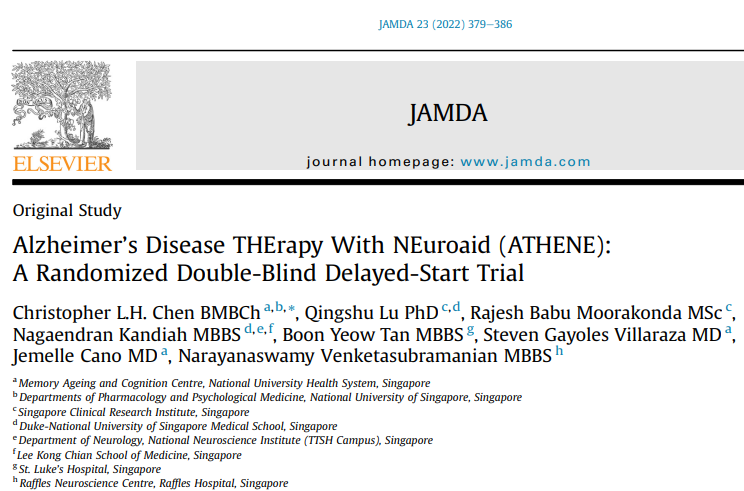 JAMDA 23 (2022) 379–386
ELSEVIER
JAMDA
journal homepage: www.jamda.com
Original Study
Alzheimer's Disease THErapy With NEuroaid (ATHENE):
A Randomized Double-Blind Delayed-Start Trial
Christopher L.H. Chen BMBCh a,b,*, Qingshu Lu PhD c,d, Rajesh Babu Moorakonda MSc c,
Nagaendran Kandiah MBBS d,e,f, Boon Yeow Tan MBBS g, Steven Gayoles Villaraza MD a,
Jemelle Cano MD a, Narayanaswamy Venketasubramanian MBBS h
a Memory Ageing and Cognition Centre, National University Health System, Singapore
b Departments of Pharmacology and Psychological Medicine, National University of Singapore, Singapore
c Singapore Clinical Research Institute, Singapore
d Duke-National University of Singapore Medical School, Singapore
e Department of Neurology, National Neuroscience Institute (TTSH Campus), Singapore
f Lee Kong Chian School of Medicine, Singapore
g St. Luke's Hospital, Singapore
h Raffles Neuroscience Centre, Raffles Hospital, Singapore